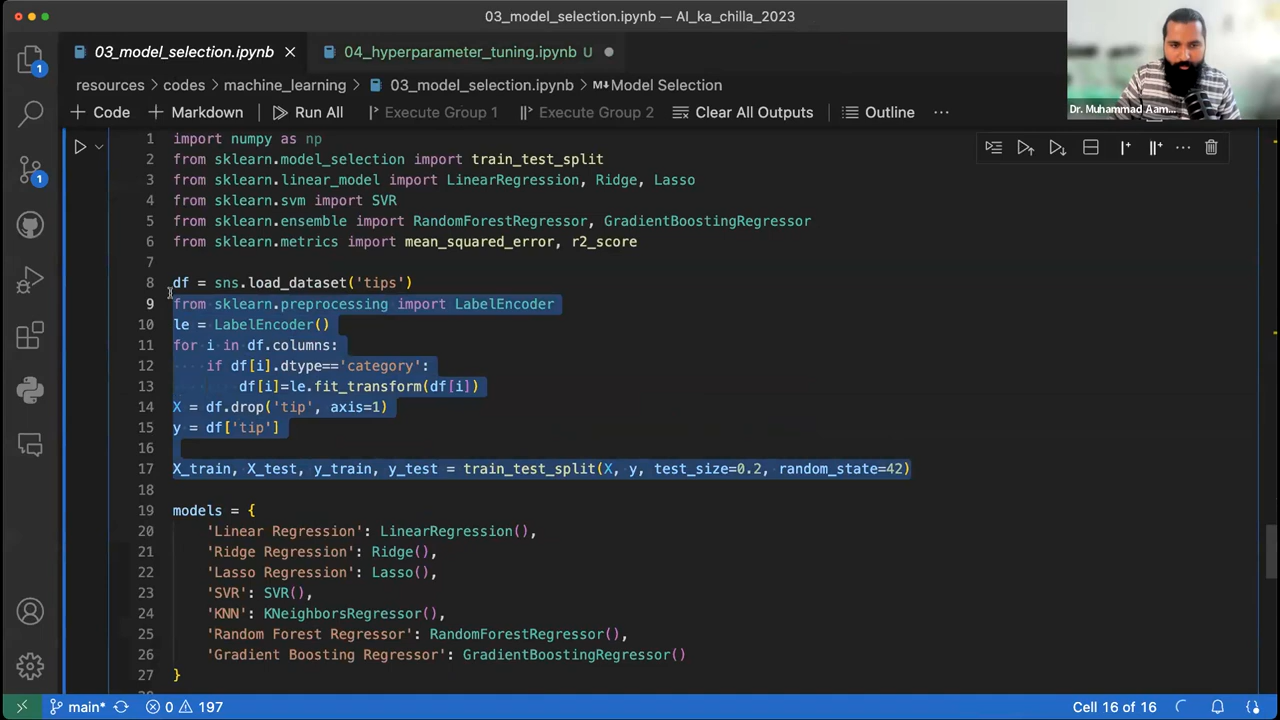 03_model_selection.ipynb — AI_ka_chilla_2023
03_model_selection.ipynb
04_hyperparameter_tuning.ipynb U
resources > codes > machine_learning > 03_model_selection.ipynb > Model Selection
+ Code + Markdown Run All Execute Group 1 Execute Group 2 Clear All Outputs Outline ...
Dr. Muhammad Aam...
1 import numpy as np
2 from sklearn.model_selection import train_test_split
3 from sklearn.linear_model import LinearRegression, Ridge, Lasso
4 from sklearn.svm import SVR
5 from sklearn.ensemble import RandomForestRegressor, GradientBoostingRegressor
6 from sklearn.metrics import mean_squared_error, r2_score
7
8 df = sns.load_dataset('tips')
9 from sklearn.preprocessing import LabelEncoder
10 le = LabelEncoder()
11 for i in df.columns:
12 if df[i].dtype=='category':
13 df[i]=le.fit_transform(df[i])
14 X = df.drop('tip', axis=1)
15 y = df['tip']
16
17 X_train, X_test, y_train, y_test = train_test_split(X, y, test_size=0.2, random_state=42)
18
19 models = {
20 'Linear Regression': LinearRegression(),
21 'Ridge Regression': Ridge(),
22 'Lasso Regression': Lasso(),
23 'SVR': SVR(),
24 'KNN': KNeighborsRegressor(),
25 'Random Forest Regressor': RandomForestRegressor(),
26 'Gradient Boosting Regressor': GradientBoostingRegressor()
27 }
1
1
main* 0 197
Cell 16 of 16